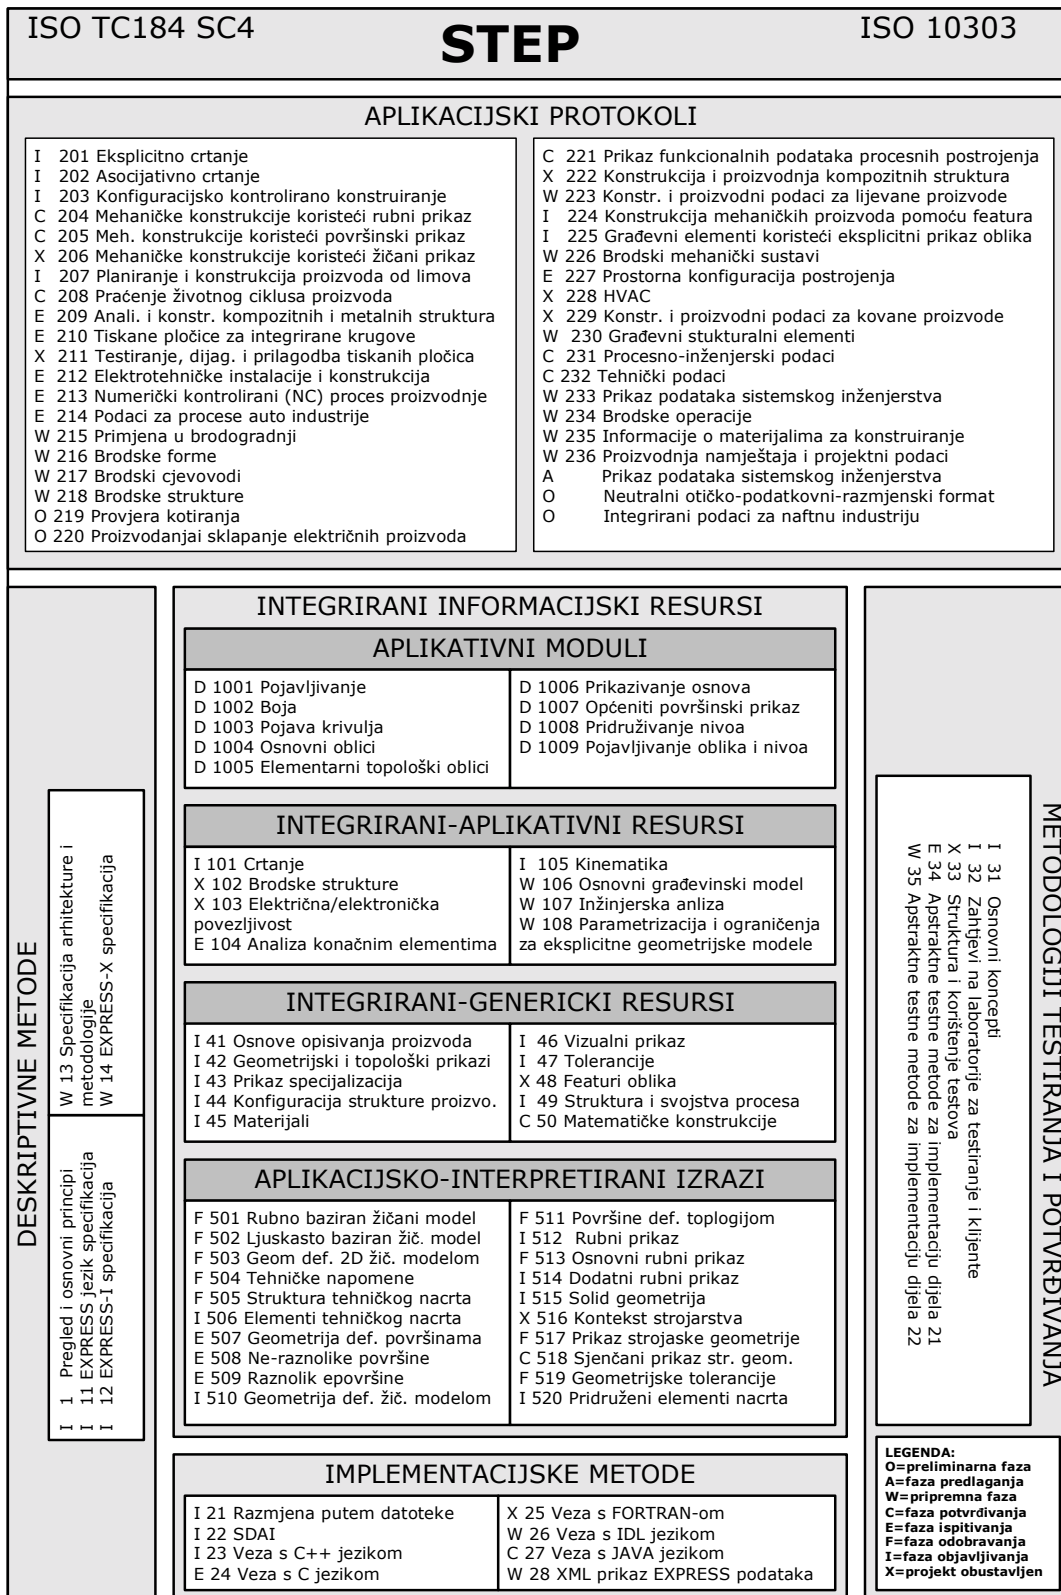 ISO TC184 SC4
STEP
ISO 10303
APLIKACIJSKI PROTOKOLI
I 201 Eksplicitno crtanje
I 202 Asocijativno crtanje
I 203 Konfiguracijsko kontrolirano konstruiranje
C 204 Mehaničke konstrukcije koristeći rubni prikaz
C 205 Meh. konstrukcije koristeći površinski prikaz
X 206 Mehaničke konstrukcije koristeći žičani prikaz
I 207 Planiranje i konstrukcija proizvoda od limova
C 208 Praćenje životnog ciklusa proizvoda
E 209 Anali. i konstr. kompozitnih i metalnih struktura
E 210 Tiskane pločice za integrirane krugove
X 211 Testiranje, dijag. i prilagodba tiskanih pločica
E 212 Elektrotehničke instalacije i konstrukcija
E 213 Numerički kontrolirani (NC) proces proizvodnje
E 214 Podaci za procese auto industrije
W 215 Primjena u brodogradnji
W 216 Brodske forme
W 217 Brodski cjevovodi
W 218 Brodske strukture
O 219 Provjera kotiranja
O 220 Proizvodanjai sklapanje električnih proizvoda
C 221 Prikaz funkcionalnih podataka procesnih postrojenja
X 222 Konstrukcija i proizvodnja kompozitnih struktura
W 223 Konstr. i proizvodni podaci za lijevane proizvode
I 224 Konstrukcija mehaničkih proizvoda pomoću featura
I 225 Građevni elementi koristeći eksplicitni prikaz oblika
W 226 Brodski mehanički sustavi
E 227 Prostorna konfiguracija postrojenja
X 228 HVAC
X 229 Konstr. i proizvodni podaci za kovane proizvode
W 230 Građevni stukturalni elementi
C 231 Procesno-inženjerski podaci
C 232 Tehnički podaci
W 233 Prikaz podataka sistemskog inženjerstva
W 234 Brodske operacije
W 235 Informacije o materijalima za konstruiranje
W 236 Proizvodnja namještaja i projektni podaci
A Prikaz podataka sistemskog inženjerstva
O Neutralni otičko-podatkovni-razmjenski format
O Integrirani podaci za naftnu industriju
DESKRIPTIVNE METODE
W 13 Specifikacija arhitekture i
metodologije
W 14 EXPRESS-X specifikacija
I 1 Pregled i osnovni principi
I 11 EXPRESS jezik specifikacija
I 12 EXPRESS-I specifikacija
INTEGRIRANI INFORMACIJSKI RESURSI
APLIKATIVNI MODULI
D 1001 Pojavljivanje
D 1002 Boja
D 1003 Pojava krivulja
D 1004 Osnovni oblici
D 1005 Elementarni topološki oblici
D 1006 Prikazivanje osnova
D 1007 Općeniti površinski prikaz
D 1008 Pridruživanje nivoa
D 1009 Pojavljivanje oblika i nivoa
INTEGRIRANI-APLIKATIVNI RESURSI
I 101 Crtanje
X 102 Brodske strukture
X 103 Električna/elektronička
povezljivost
E 104 Analiza konačnim elementima
I 105 Kinematika
W 106 Osnovni građevinski model
W 107 Inžinjerska anliza
W 108 Parametrizacija i ograničenja
za eksplicitne geometrijske modele
INTEGRIRANI-GENERICKI RESURSI
I 41 Osnove opisivanja proizvoda
I 42 Geometrijski i topološki prikazi
I 43 Prikaz specijalizacija
I 44 Konfiguracija strukture proizvo.
I 45 Materijali
I 46 Vizualni prikaz
I 47 Tolerancije
X 48 Featuri oblika
I 49 Struktura i svojstva procesa
C 50 Matematičke konstrukcije
APLIKACIJSKO-INTERPRETIRANI IZRAZI
F 501 Rubno baziran žičani model
F 502 Ljuskasto baziran žič. model
F 503 Geom def. 2D žič. modelom
F 504 Tehničke napomene
F 505 Struktura tehničkog nacrta
I 506 Elementi tehničkog nacrta
E 507 Geometrija def. površinama
E 508 Ne-raznolike površine
E 509 Raznolik epovršine
I 510 Geometrija def. žič. modelom
F 511 Površine def. toplogijom
I 512 Rubni prikaz
F 513 Osnovni rubni prikaz
I 514 Dodatni rubni prikaz
I 515 Solid geometrija
X 516 Kontekst strojarstva
F 517 Prikaz strojaske geometrije
C 518 Sjenčani prikaz str. geom.
F 519 Geometrijske tolerancije
I 520 Pridruženi elementi nacrta
IMPLEMENTACIJSKE METODE
I 21 Razmjena putem datoteke
I 22 SDAI
I 23 Veza s C++ jezikom
E 24 Veza s C jezikom
X 25 Veza s FORTRAN-om
W 26 Veza s IDL jezikom
C 27 Veza s JAVA jezikom
W 28 XML prikaz EXPRESS podataka
METODOLOGIJI TESTIRANJA I POTVRĐIVANJA
I 31 Osnovni koncepti
I 32 Zahtjevi na laboratorije za testiranje i klijente
X 33 Struktura i korištenje testova
E 34 Apstraktne testne metode za implementaciju dijela 21
W 35 Apstraktne testne metode za implementaciju dijela 22
LEGENDA:
O=preliminarna faza
A=faza predlaganja
W=pripremna faza
C=faza potvrđivanja
E=faza ispitivanja
F=faza odobravanja
I=faza objavljivanja
X=projekt obustavljen